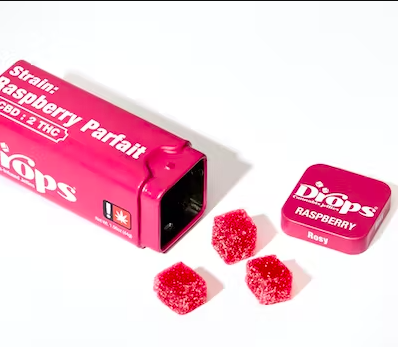 Strain:
Raspberry Parfait
CBD : 2 THC
Drops
!
Drops
RASPBERRY
Rosy